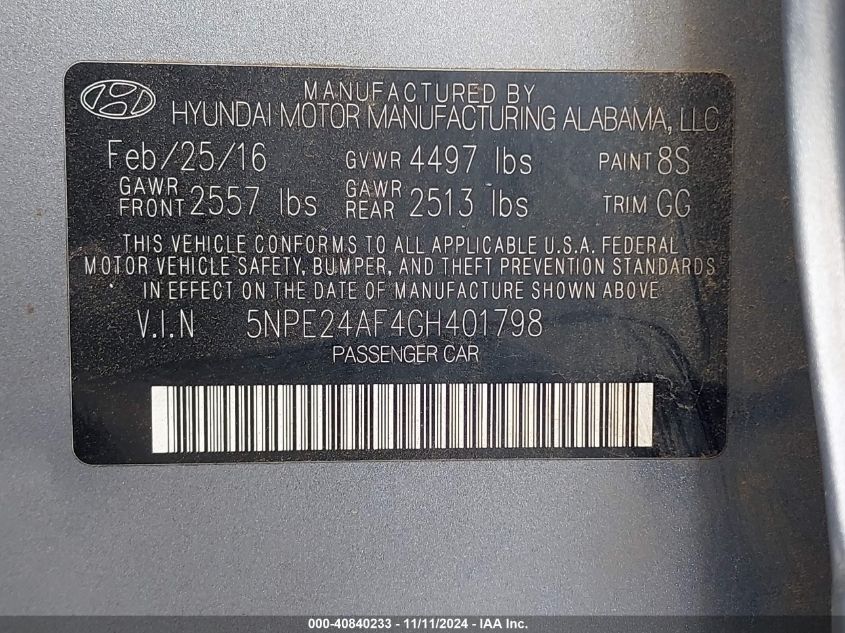 MANUFACTURED BY
HYUNDAI MOTOR MANUFACTURING ALABAMA, LLC
Feb/25/16 GVWR 4497 lbs PAINT 8S
GAWR FRONT 2557 lbs GAWR REAR 2513 lbs TRIM GG
THIS VEHICLE CONFORMS TO ALL APPLICABLE U.S.A. FEDERAL
MOTOR VEHICLE SAFETY, BUMPER, AND THEFT PREVENTION STANDARDS
IN EFFECT ON THE DATE OF MANUFACTURE SHOWN ABOVE
V.I.N 5NPE24AF4GH401798
PASSENGER CAR
000-40840233 - 11/11/2024 - IAA Inc.